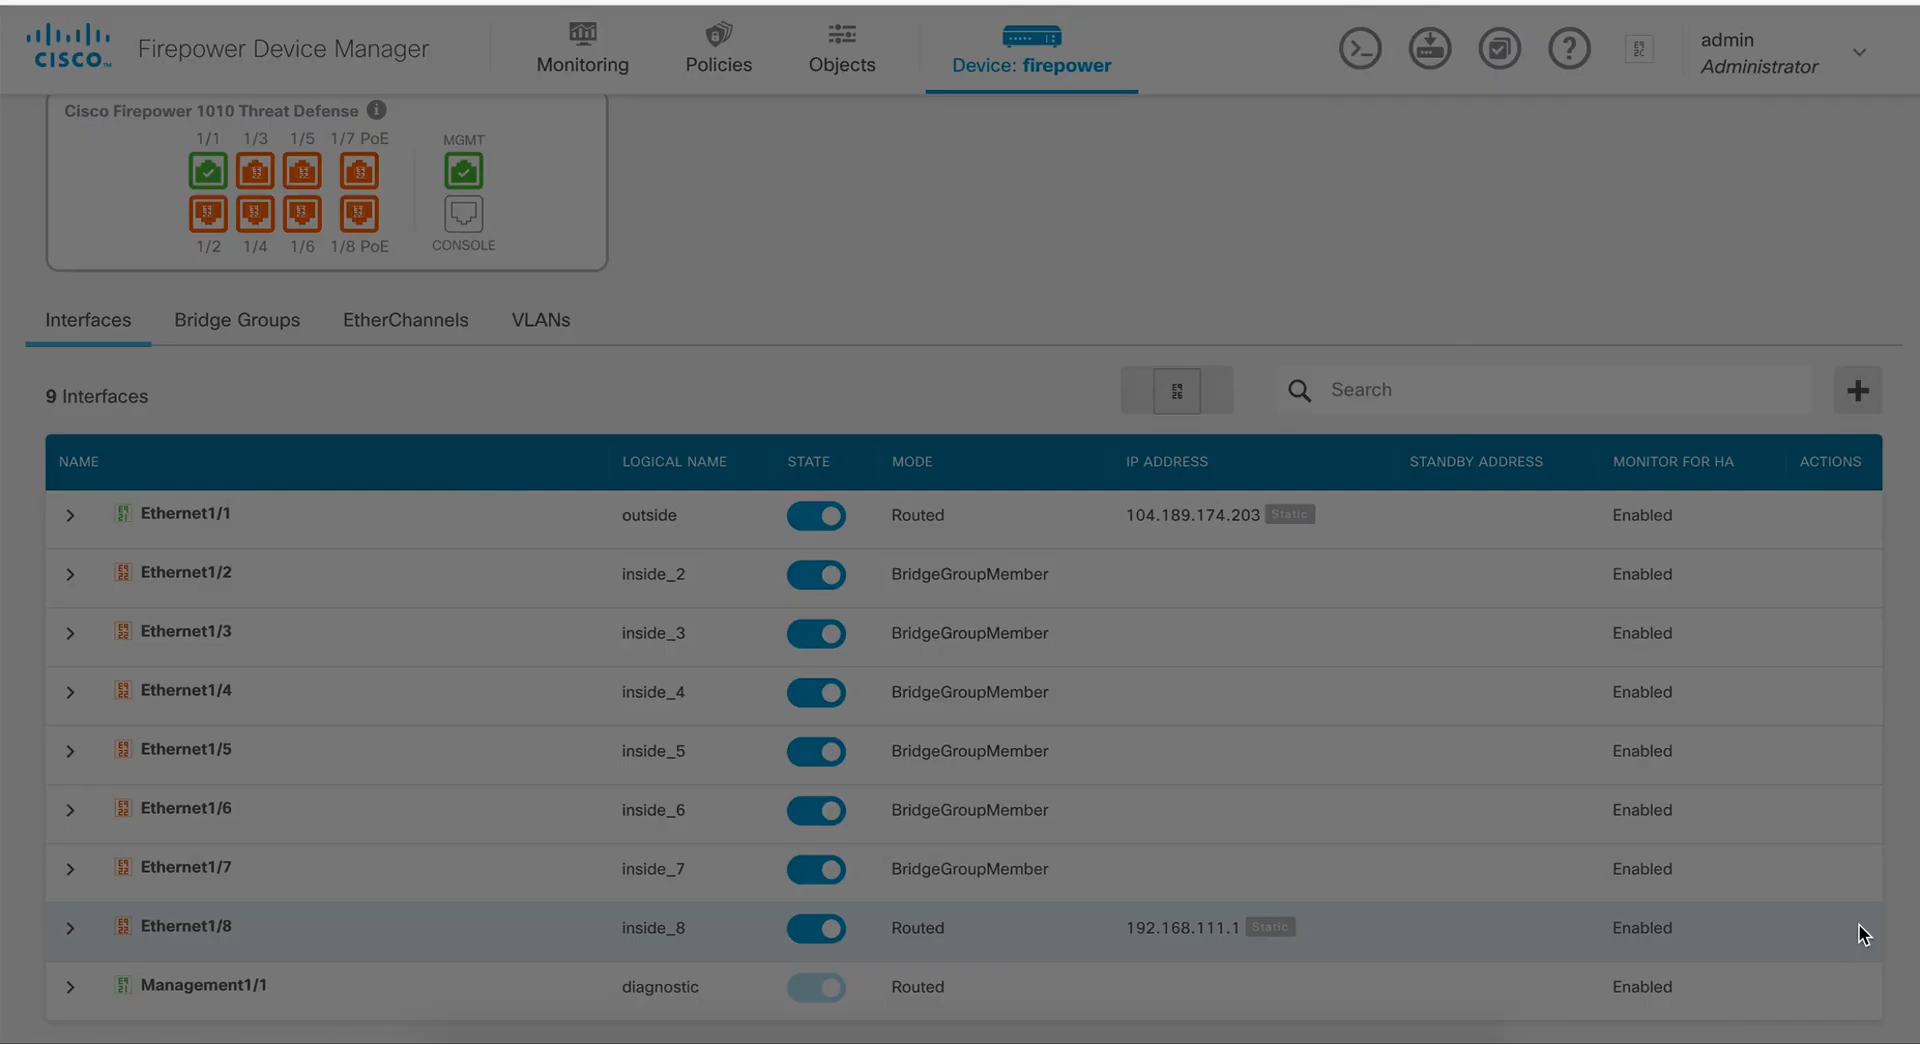 CISCO
Firepower Device Manager
Monitoring
Policies
Objects
Device: firepower
admin
Administrator
Cisco Firepower 1010 Threat Defense
1/1 1/3 1/5 1/7 PoE
MGMT
1/2 1/4 1/6 1/8 PoE
CONSOLE
Interfaces Bridge Groups EtherChannels VLANs
9 Interfaces
Search
NAME LOGICAL NAME STATE MODE IP ADDRESS STANDBY ADDRESS MONITOR FOR HA ACTIONS
Ethernet1/1 outside Routed 104.189.174.203 Static Enabled
Ethernet1/2 inside_2 BridgeGroupMember Enabled
Ethernet1/3 inside_3 BridgeGroupMember Enabled
Ethernet1/4 inside_4 BridgeGroupMember Enabled
Ethernet1/5 inside_5 BridgeGroupMember Enabled
Ethernet1/6 inside_6 BridgeGroupMember Enabled
Ethernet1/7 inside_7 BridgeGroupMember Enabled
Ethernet1/8 inside_8 Routed 192.168.111.1 Static Enabled
Management1/1 diagnostic Routed Enabled